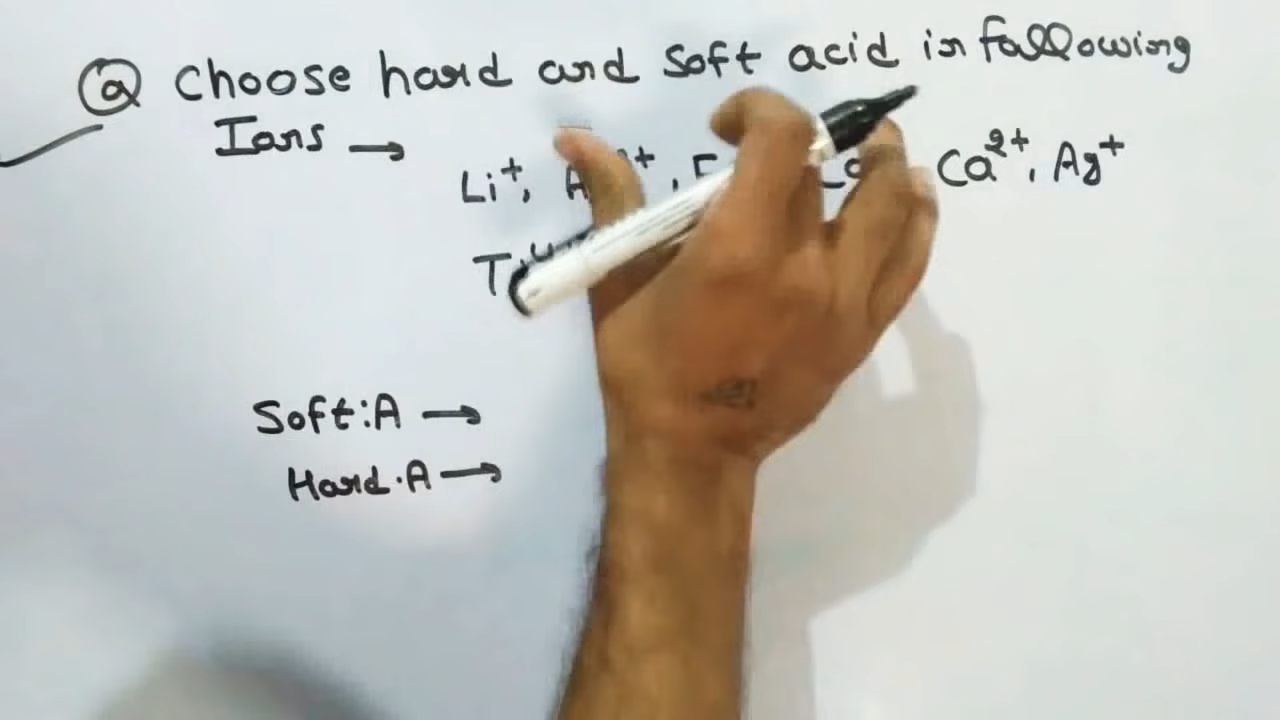 Q Choose hard and soft acid in following
Ions →
Li⁺, Ca²⁺, Ag⁺
Soft:A →
Hard.A →